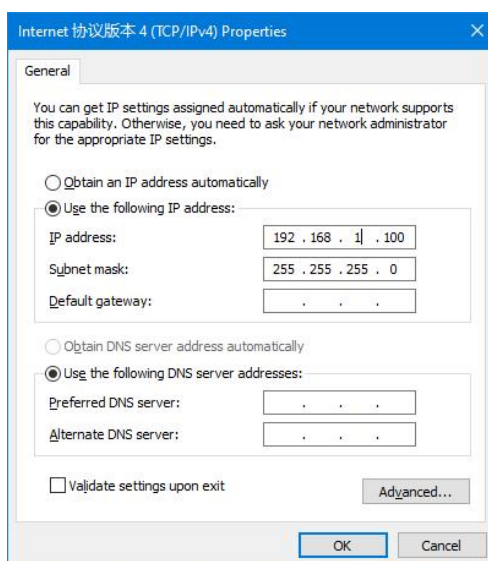 Internet 协议版本 4 (TCP/IPv4) Properties
General
You can get IP settings assigned automatically if your network supports
this capability. Otherwise, you need to ask your network administrator
for the appropriate IP settings.
Obtain an IP address automatically
Use the following IP address:
IP address: 192 . 168 . 1 . 100
Subnet mask: 255 . 255 . 255 . 0
Default gateway: . . .
Obtain DNS server address automatically
Use the following DNS server addresses:
Preferred DNS server: . . .
Alternate DNS server: . . .
Validate settings upon exit
Advanced...
OK Cancel